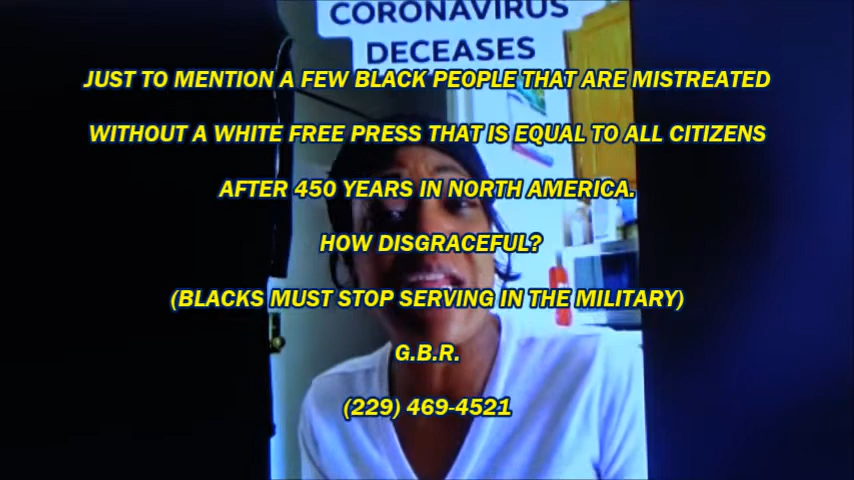 CORONAVIRUS
DECEASES
JUST TO MENTION A FEW BLACK PEOPLE THAT ARE MISTREATED
WITHOUT A WHITE FREE PRESS THAT IS EQUAL TO ALL CITIZENS
AFTER 450 YEARS IN NORTH AMERICA.
HOW DISGRACEFUL?
(BLACKS MUST STOP SERVING IN THE MILITARY)
G.B.R.
(229) 469-4521